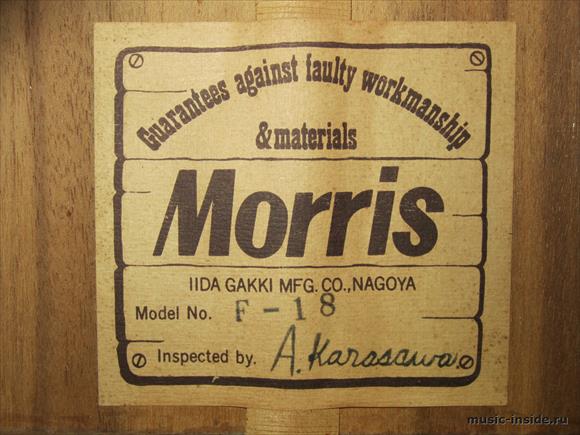 Guarantees against faulty workmanship
& materials
Morris
IIDA GAKKI MFG. CO., NAGOYA
Model No. F-18
Inspected by. A. Karasawa
music-inside.ru